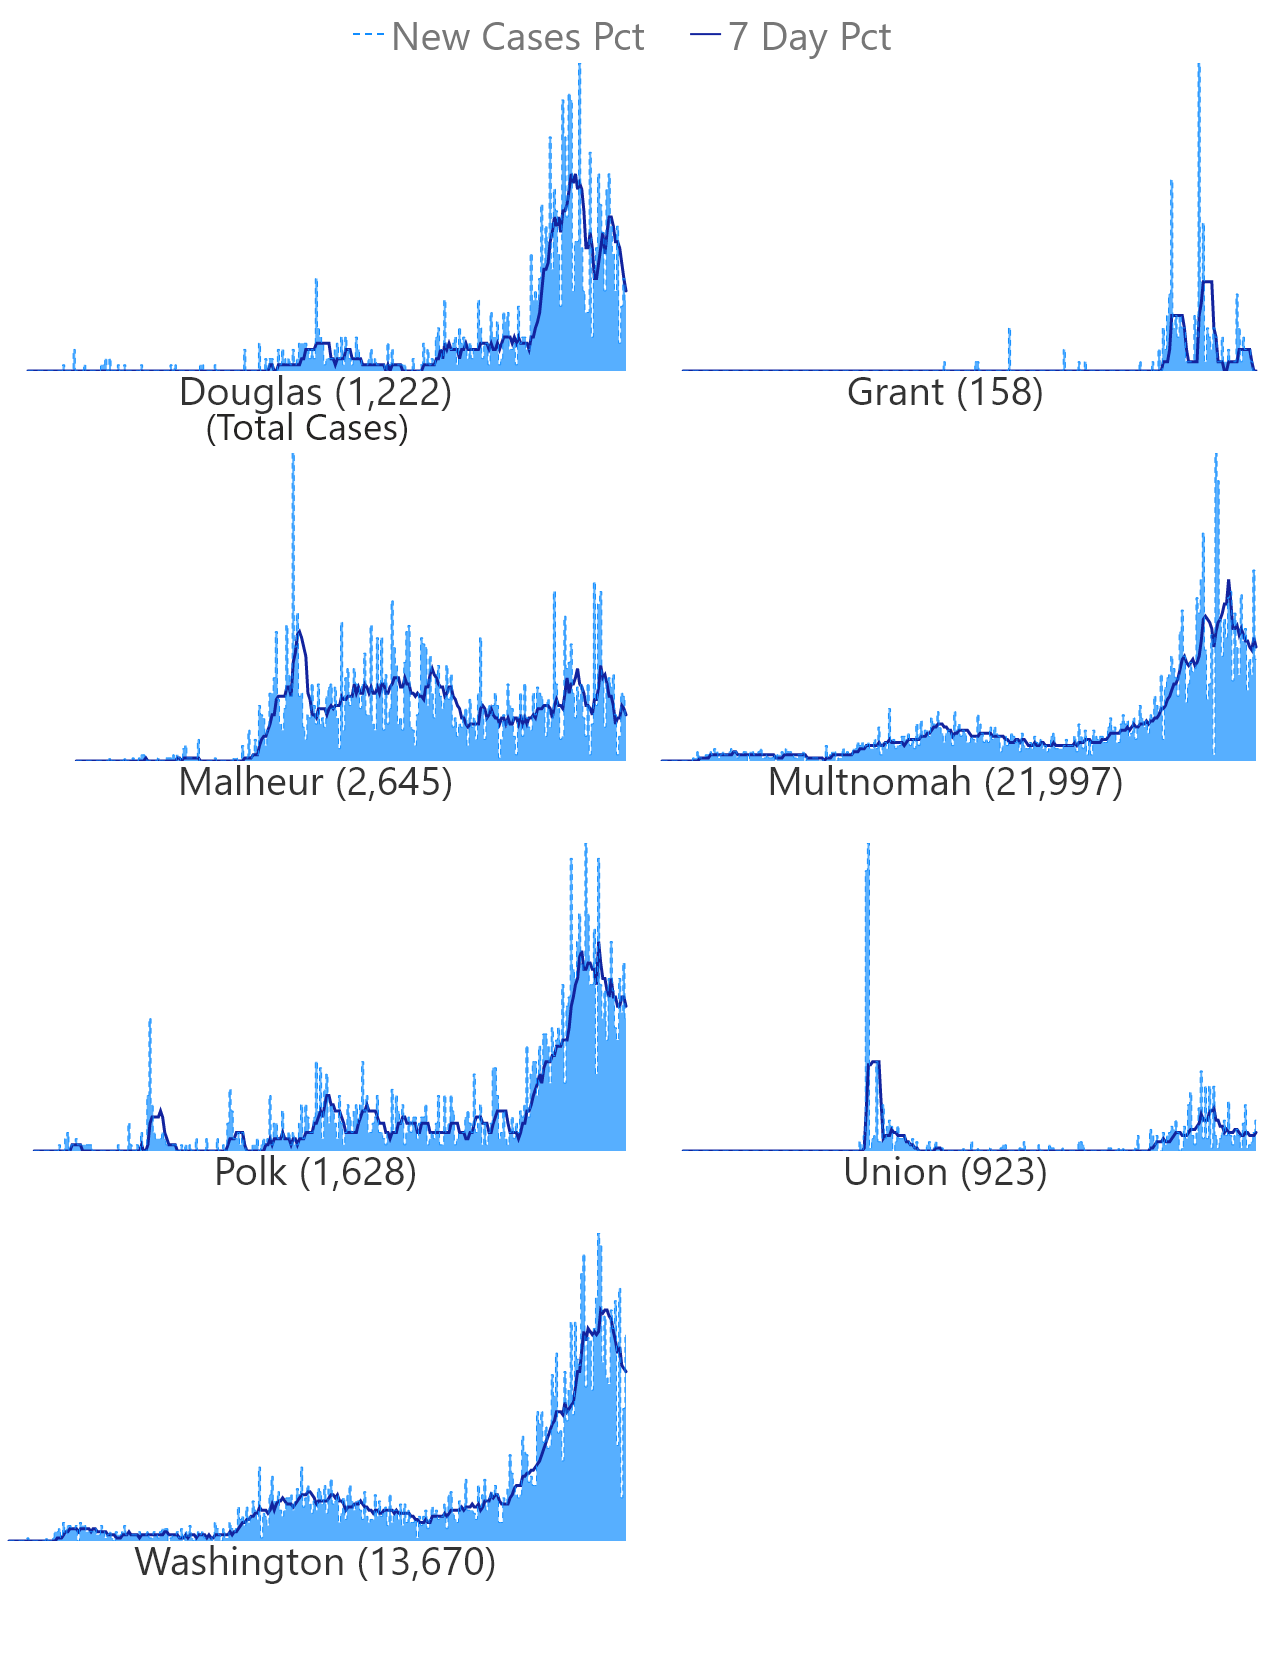 New Cases Pct 7 Day Pct
Douglas (1,222)
(Total Cases)
Grant (158)
Malheur (2,645)
Multnomah (21,997)
Polk (1,628)
Union (923)
Washington (13,670)